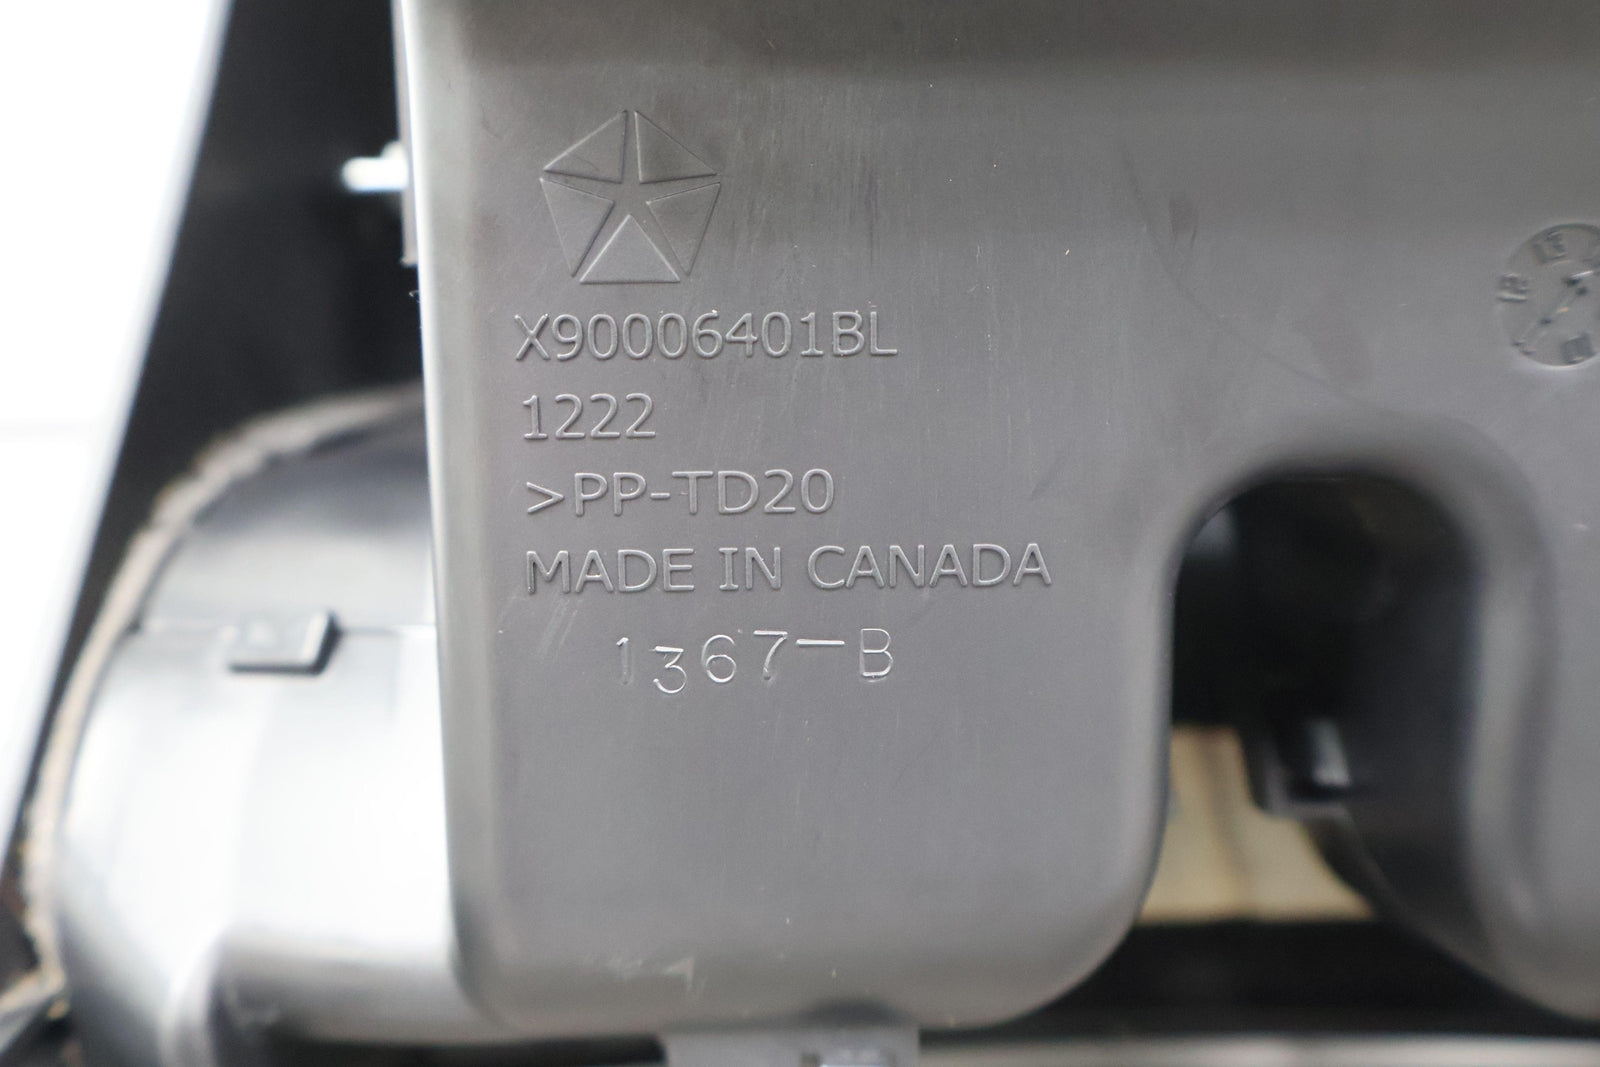 X90006401BL
1222
>PP-TD20
MADE IN CANADA
1367-B